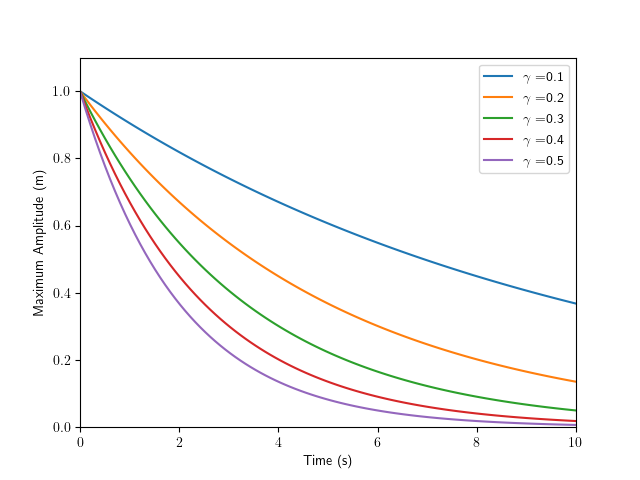 γ =0.1
γ =0.2
γ =0.3
γ =0.4
γ =0.5
1.0
0.8
0.6
0.4
0.2
0.0
Maximum Amplitude (m)
0 2 4 6 8 10
Time (s)